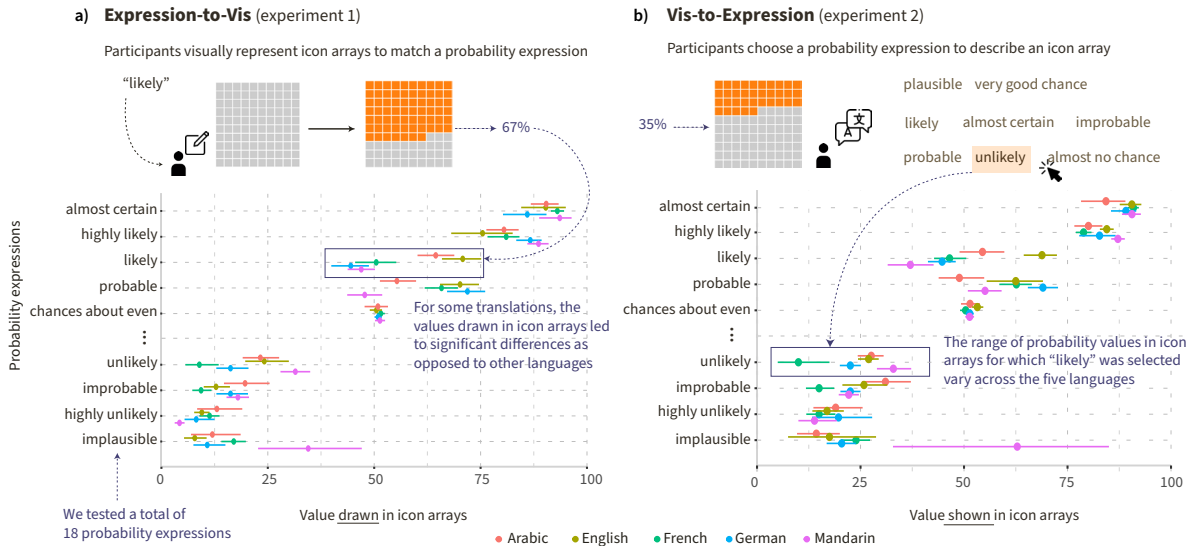 a) Expression-to-Vis (experiment 1)
Participants visually represent icon arrays to match a probability expression
“likely”
67%
Probability expressions
almost certain
highly likely
likely
probable
chances about even
unlikely
improbable
highly unlikely
implausible
For some translations, the
values drawn in icon arrays led
to significant differences as
opposed to other languages
0 25 50 75 100
Value drawn in icon arrays
We tested a total of
18 probability expressions
b) Vis-to-Expression (experiment 2)
Participants choose a probability expression to describe an icon array
35%
A 文
plausible very good chance
likely almost certain improbable
probable unlikely almost no chance
almost certain
highly likely
likely
probable
chances about even
unlikely
improbable
highly unlikely
implausible
The range of probability values in icon
arrays for which “likely” was selected
vary across the five languages
0 25 50 75 100
Value shown in icon arrays
Arabic English French German Mandarin